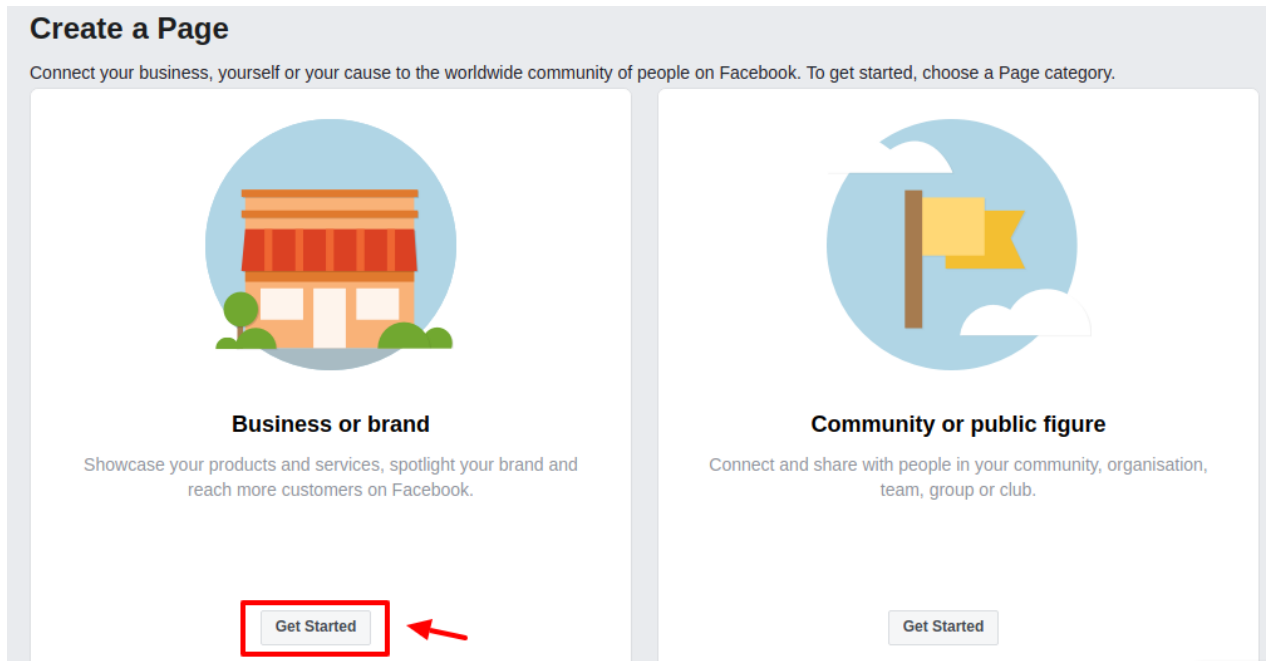 Create a Page
Connect your business, yourself or your cause to the worldwide community of people on Facebook. To get started, choose a Page category.
Business or brand
Showcase your products and services, spotlight your brand and
reach more customers on Facebook.
Get Started
Community or public figure
Connect and share with people in your community, organisation,
team, group or club.
Get Started